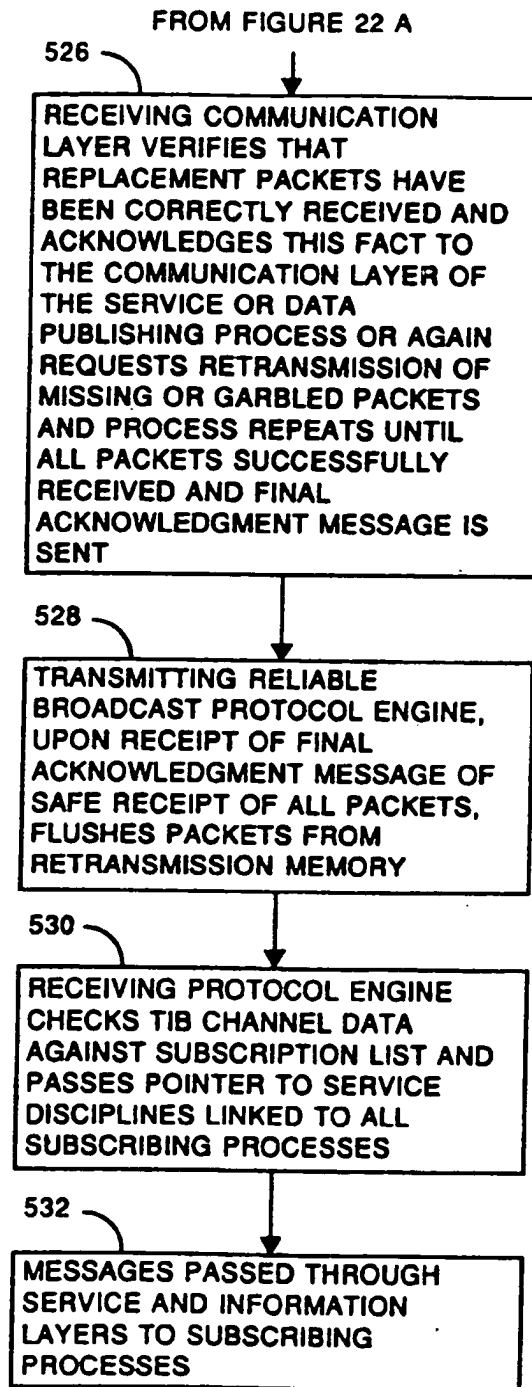 FROM FIGURE 22 A
526
RECEIVING COMMUNICATION
LAYER VERIFIES THAT
REPLACEMENT PACKETS HAVE
BEEN CORRECTLY RECEIVED AND
ACKNOWLEDGES THIS FACT TO
THE COMMUNICATION LAYER OF
THE SERVICE OR DATA
PUBLISHING PROCESS OR AGAIN
REQUESTS RETRANSMISSION OF
MISSING OR GARBLED PACKETS
AND PROCESS REPEATS UNTIL
ALL PACKETS SUCCESSFULLY
RECEIVED AND FINAL
ACKNOWLEDGMENT MESSAGE IS
SENT
528
TRANSMITTING RELIABLE
BROADCAST PROTOCOL ENGINE,
UPON RECEIPT OF FINAL
ACKNOWLEDGMENT MESSAGE OF
SAFE RECEIPT OF ALL PACKETS,
FLUSHES PACKETS FROM
RETRANSMISSION MEMORY
530
RECEIVING PROTOCOL ENGINE
CHECKS TIB CHANNEL DATA
AGAINST SUBSCRIPTION LIST AND
PASSES POINTER TO SERVICE
DISCIPLINES LINKED TO ALL
SUBSCRIBING PROCESSES
532
MESSAGES PASSED THROUGH
SERVICE AND INFORMATION
LAYERS TO SUBSCRIBING
PROCESSES